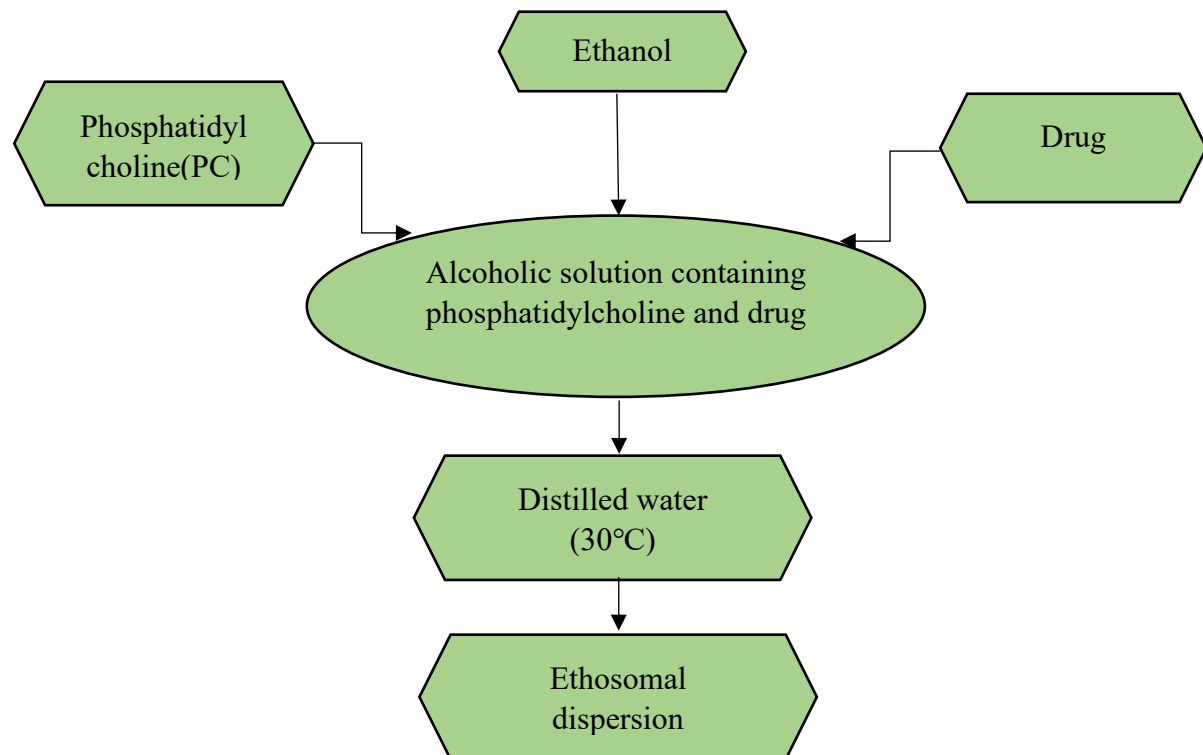 Ethanol
Phosphatidyl
choline(PC)
Drug
Alcoholic solution containing
phosphatidylcholine and drug
Distilled water
(30℃)
Ethosomal
dispersion